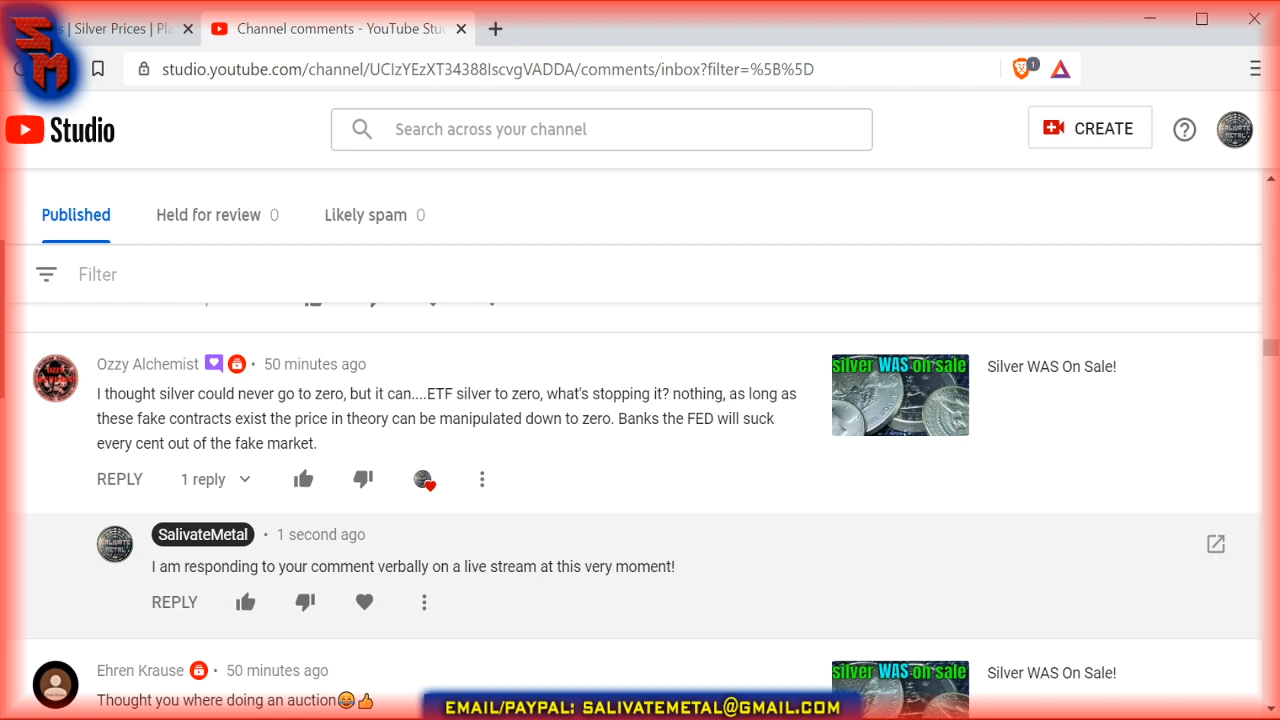 SM
s | Silver Prices | Pla
Channel comments - YouTube Stud
studio.youtube.com/channel/UCIzYEzXT34388IscvgVADDA/comments/inbox?filter=%5B%5D
1
Studio
Search across your channel
CREATE
Published
Held for review 0
Likely spam 0
Filter
Ozzy Alchemist • 50 minutes ago
I thought silver could never go to zero, but it can....ETF silver to zero, what's stopping it? nothing, as long as
these fake contracts exist the price in theory can be manipulated down to zero. Banks the FED will suck
every cent out of the fake market.
REPLY 1 reply
silver WAS on sale
Silver WAS On Sale!
SalivateMetal • 1 second ago
I am responding to your comment verbally on a live stream at this very moment!
REPLY
Ehren Krause • 50 minutes ago
Thought you where doing an auction😄👍
silver WAS on sale
Silver WAS On Sale!
EMAIL/PAYPAL: SALIVATEMETAL@GMAIL.COM